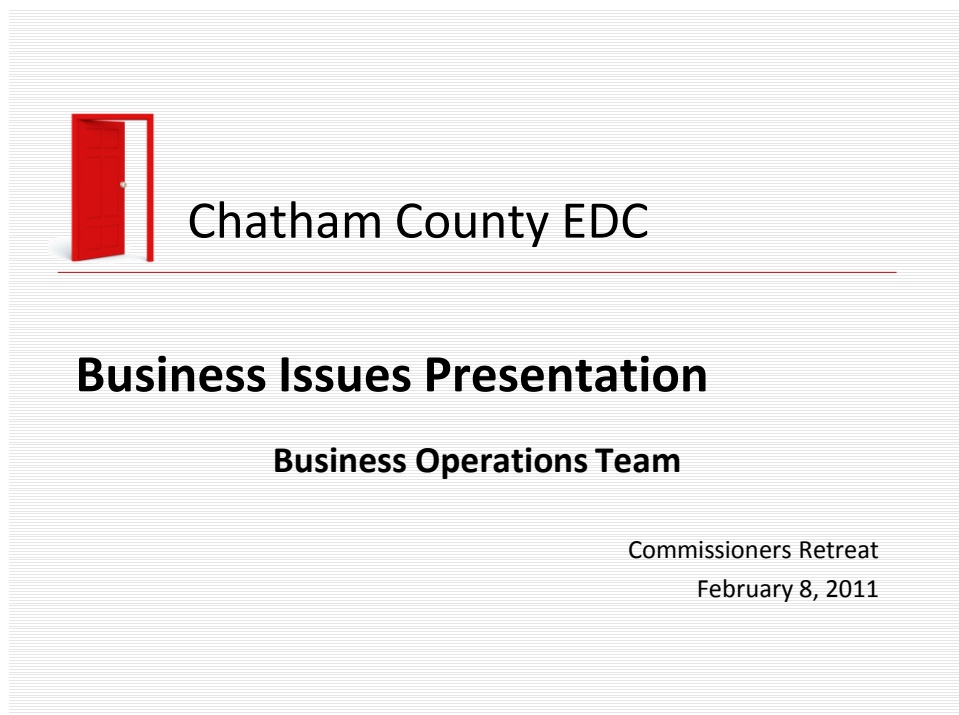 Chatham County EDC
Business Issues Presentation
Business Operations Team
Commissioners Retreat
February 8, 2011